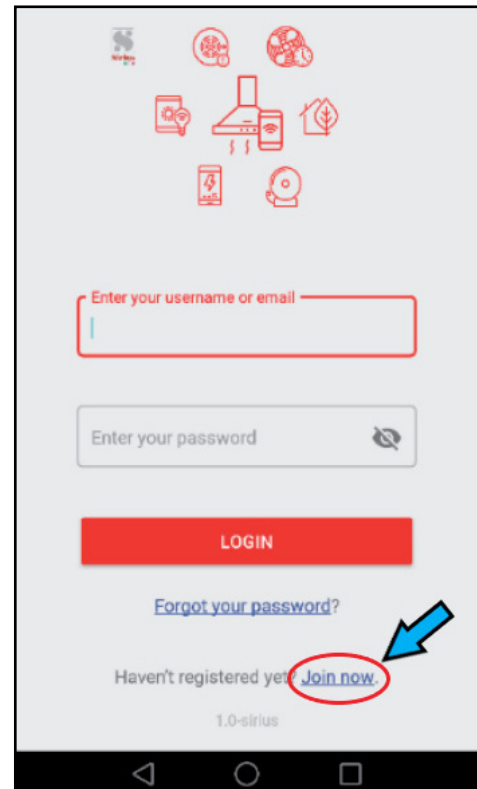 Enter your username or email
Enter your password
LOGIN
Forgot your password?
Haven't registered yet? Join now.
1.0-sirius